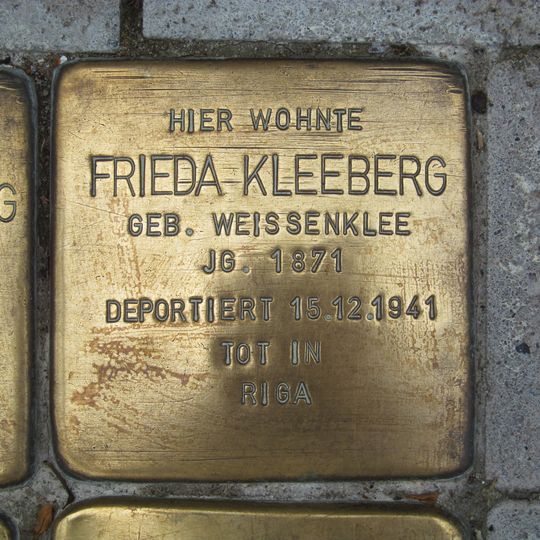 HIER WOHNTE
FRIEDA KLEEBERG
GEB. WEISSENKLEE
JG. 1871
DEPORTIERT 15.12.1941
TOT IN
RIGA
G